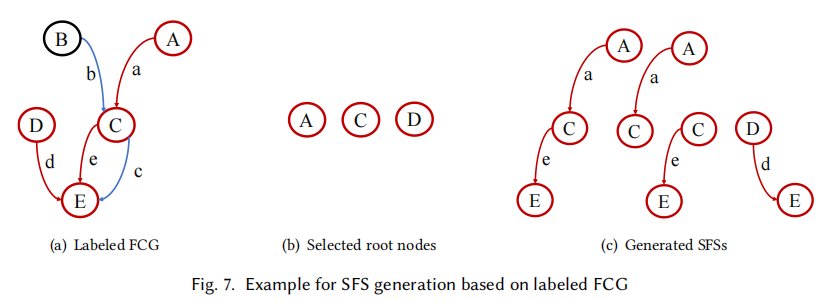 B
A
b
a
D
C
d
e
c
E
(a) Labeled FCG
A C D
(b) Selected root nodes
A
A
a
a
C
C
C
D
e
e
d
E
E
E
(c) Generated SFSs
Fig. 7. Example for SFS generation based on labeled FCG